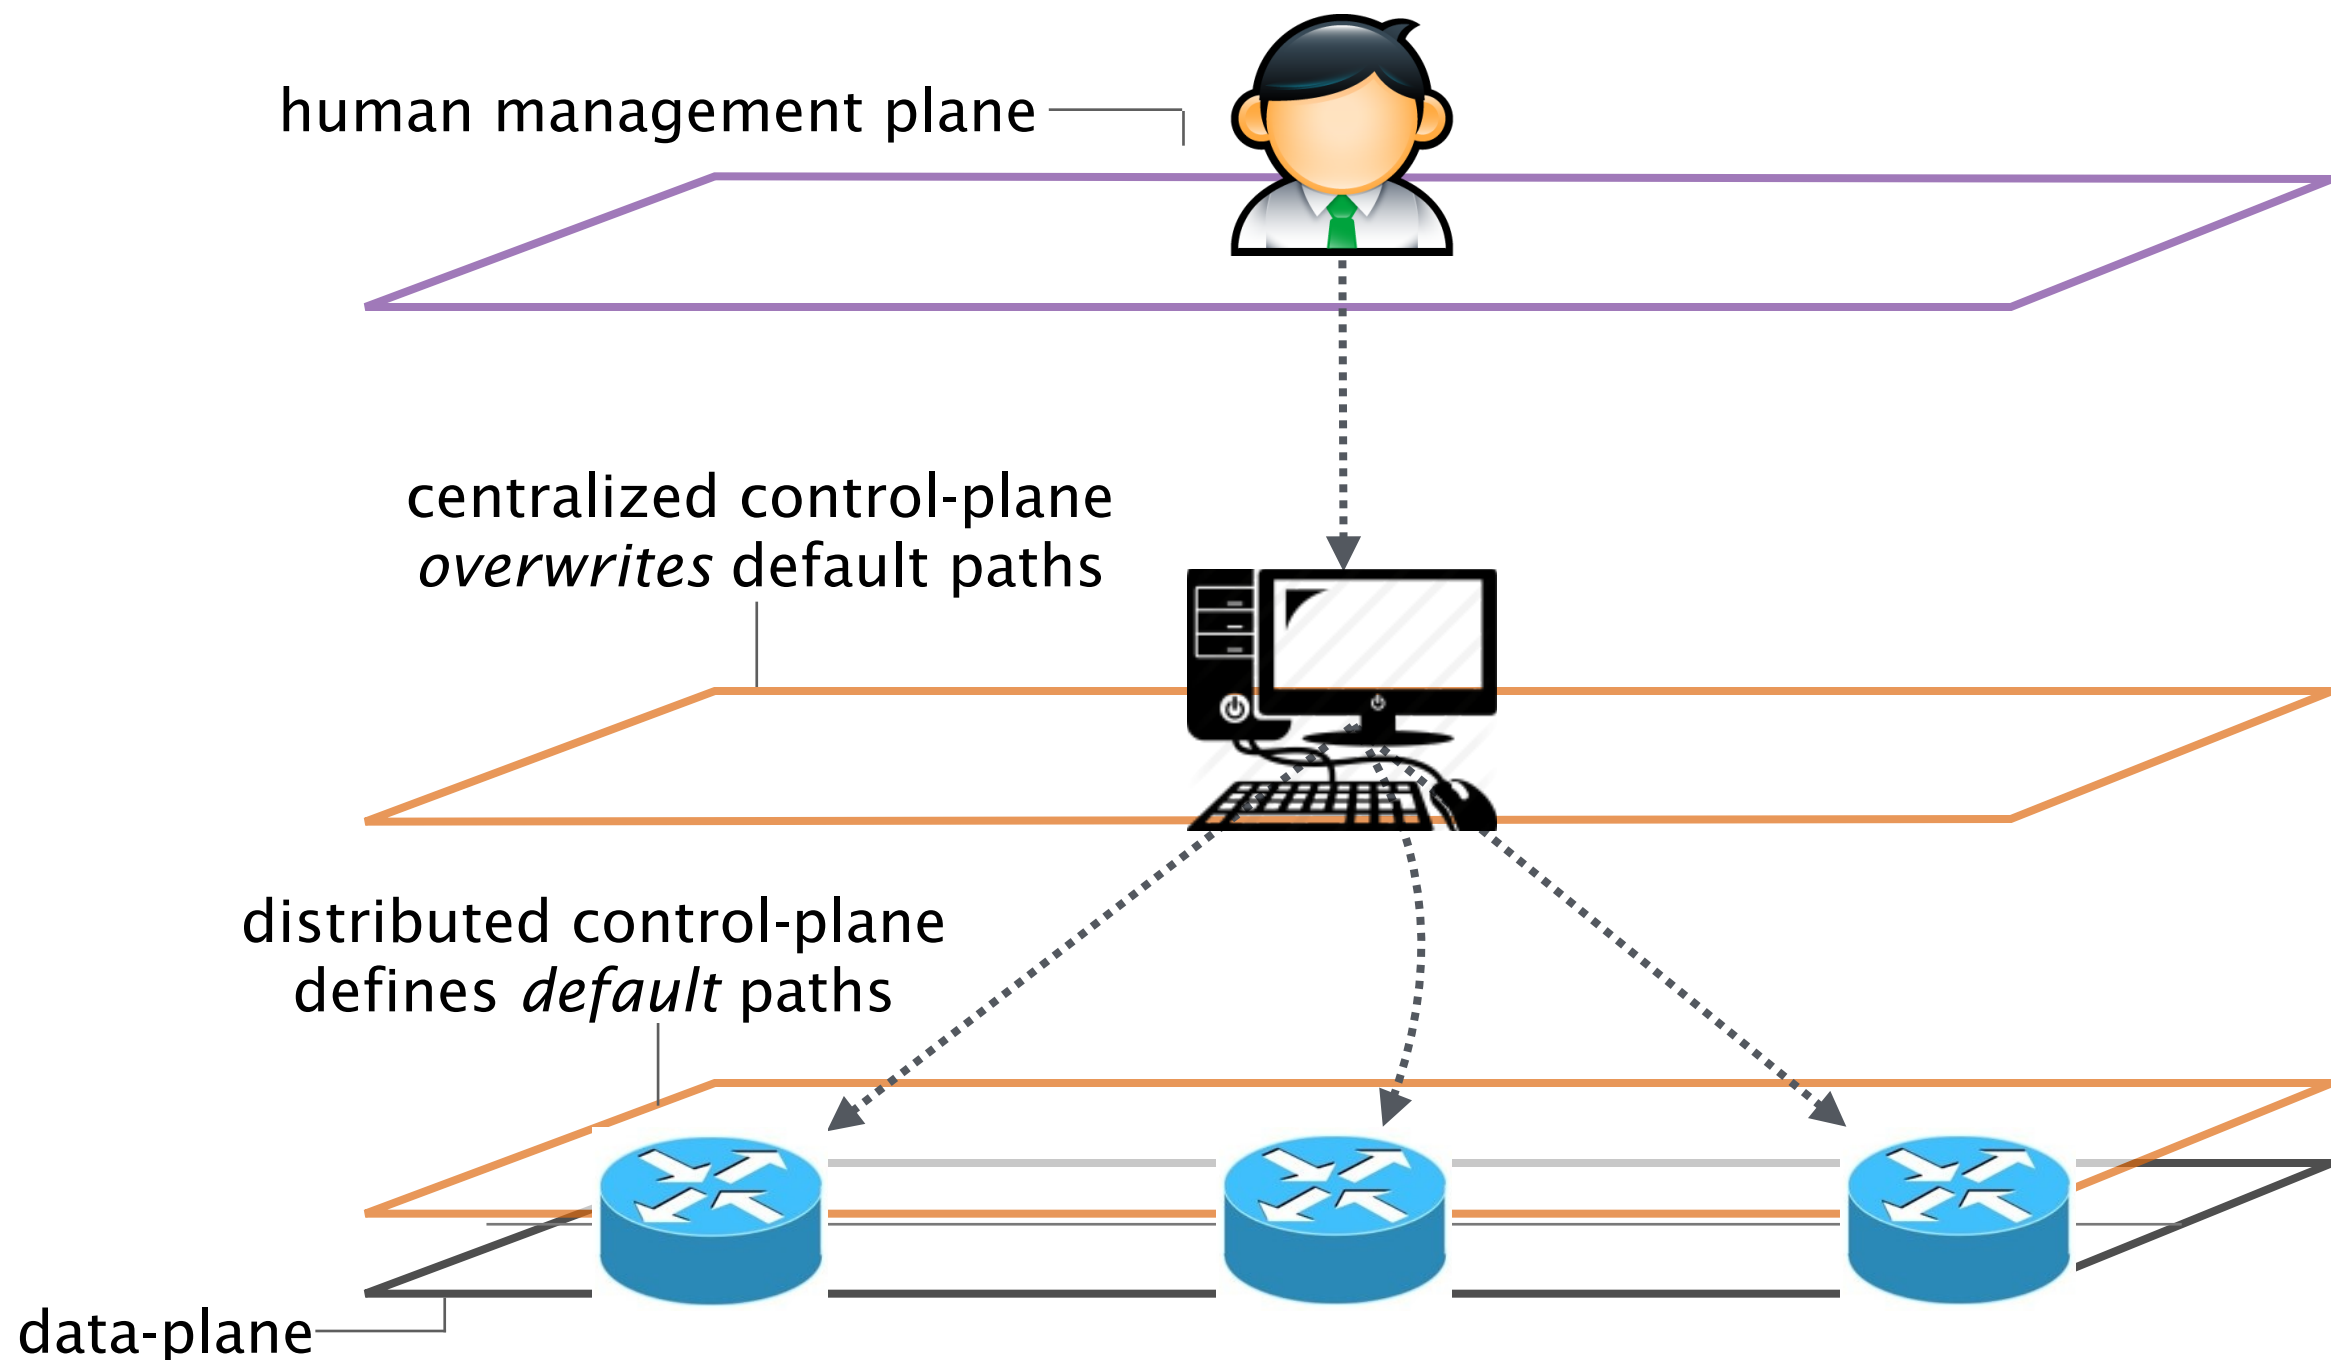 human management plane
centralized control-plane
overwrites default paths
distributed control-plane
defines default paths
data-plane